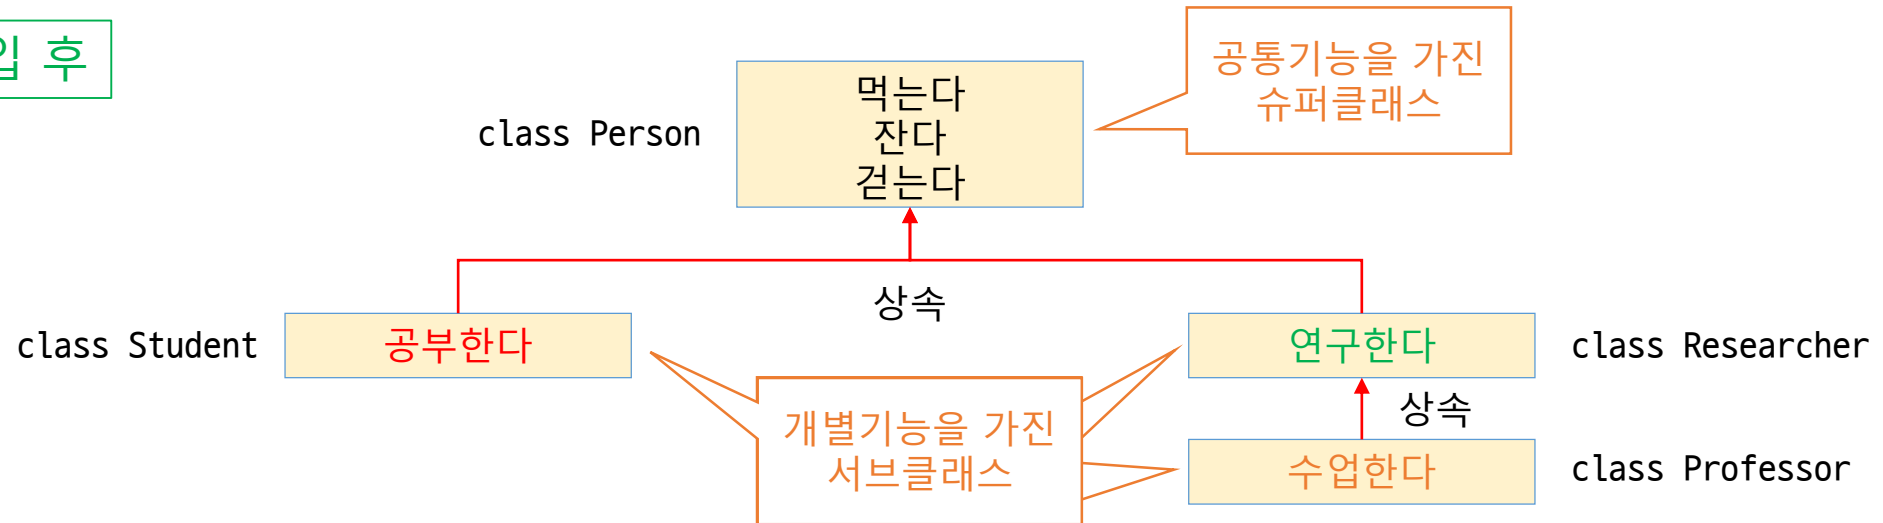 입 후
공통기능을 가진
슈퍼클래스
class Person
먹는다
잔다
걷는다
상속
class Student
공부한다
연구한다
class Researcher
상속
개별기능을 가진
서브클래스
수업한다
class Professor